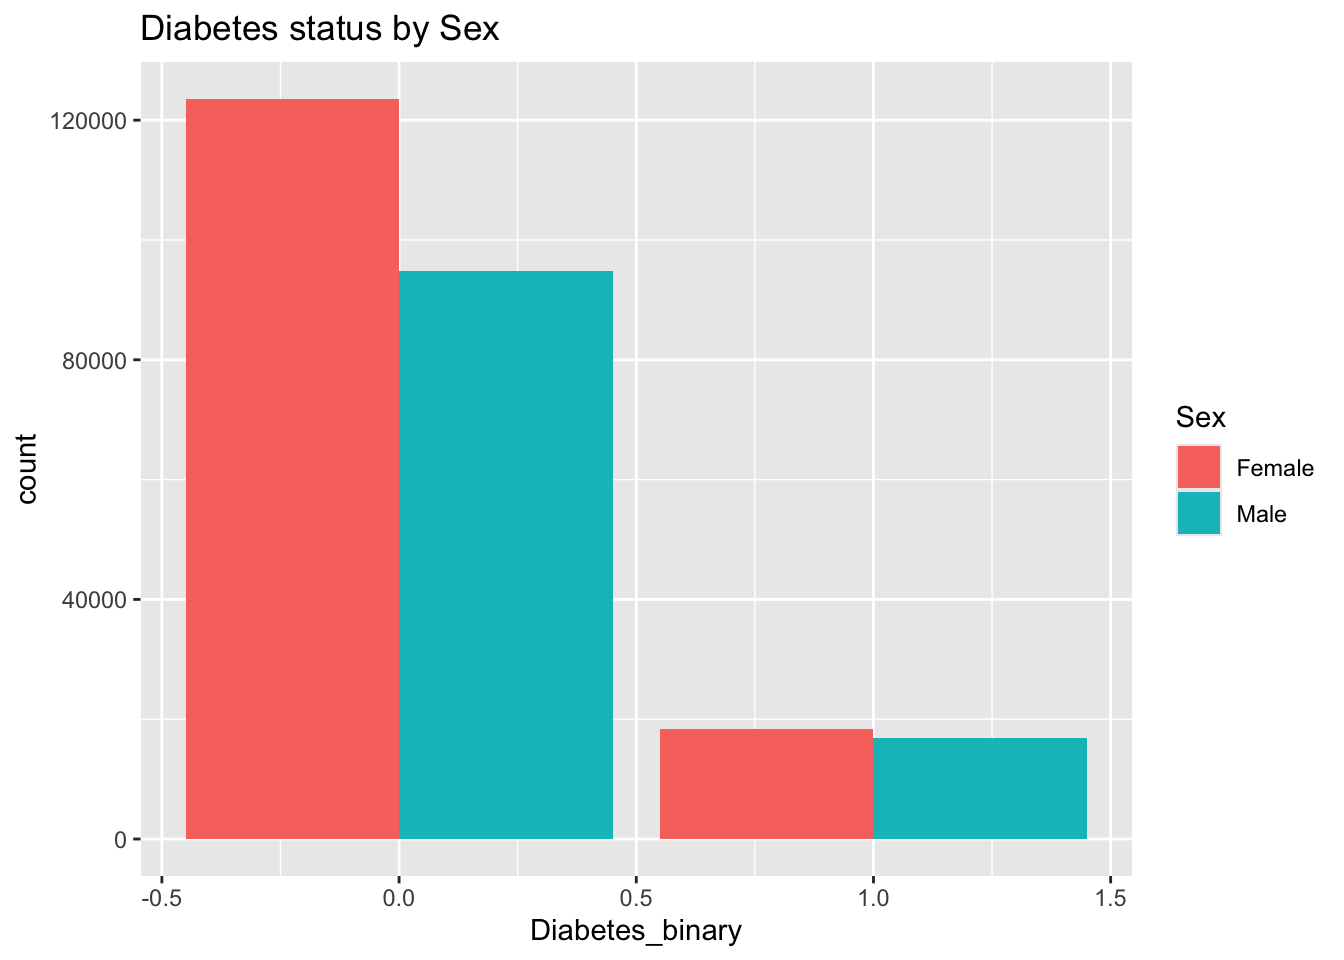 Diabetes status by Sex
120000
80000
40000
0
count
-0.5 0.0 0.5 1.0 1.5
Diabetes_binary
Sex
Female
Male